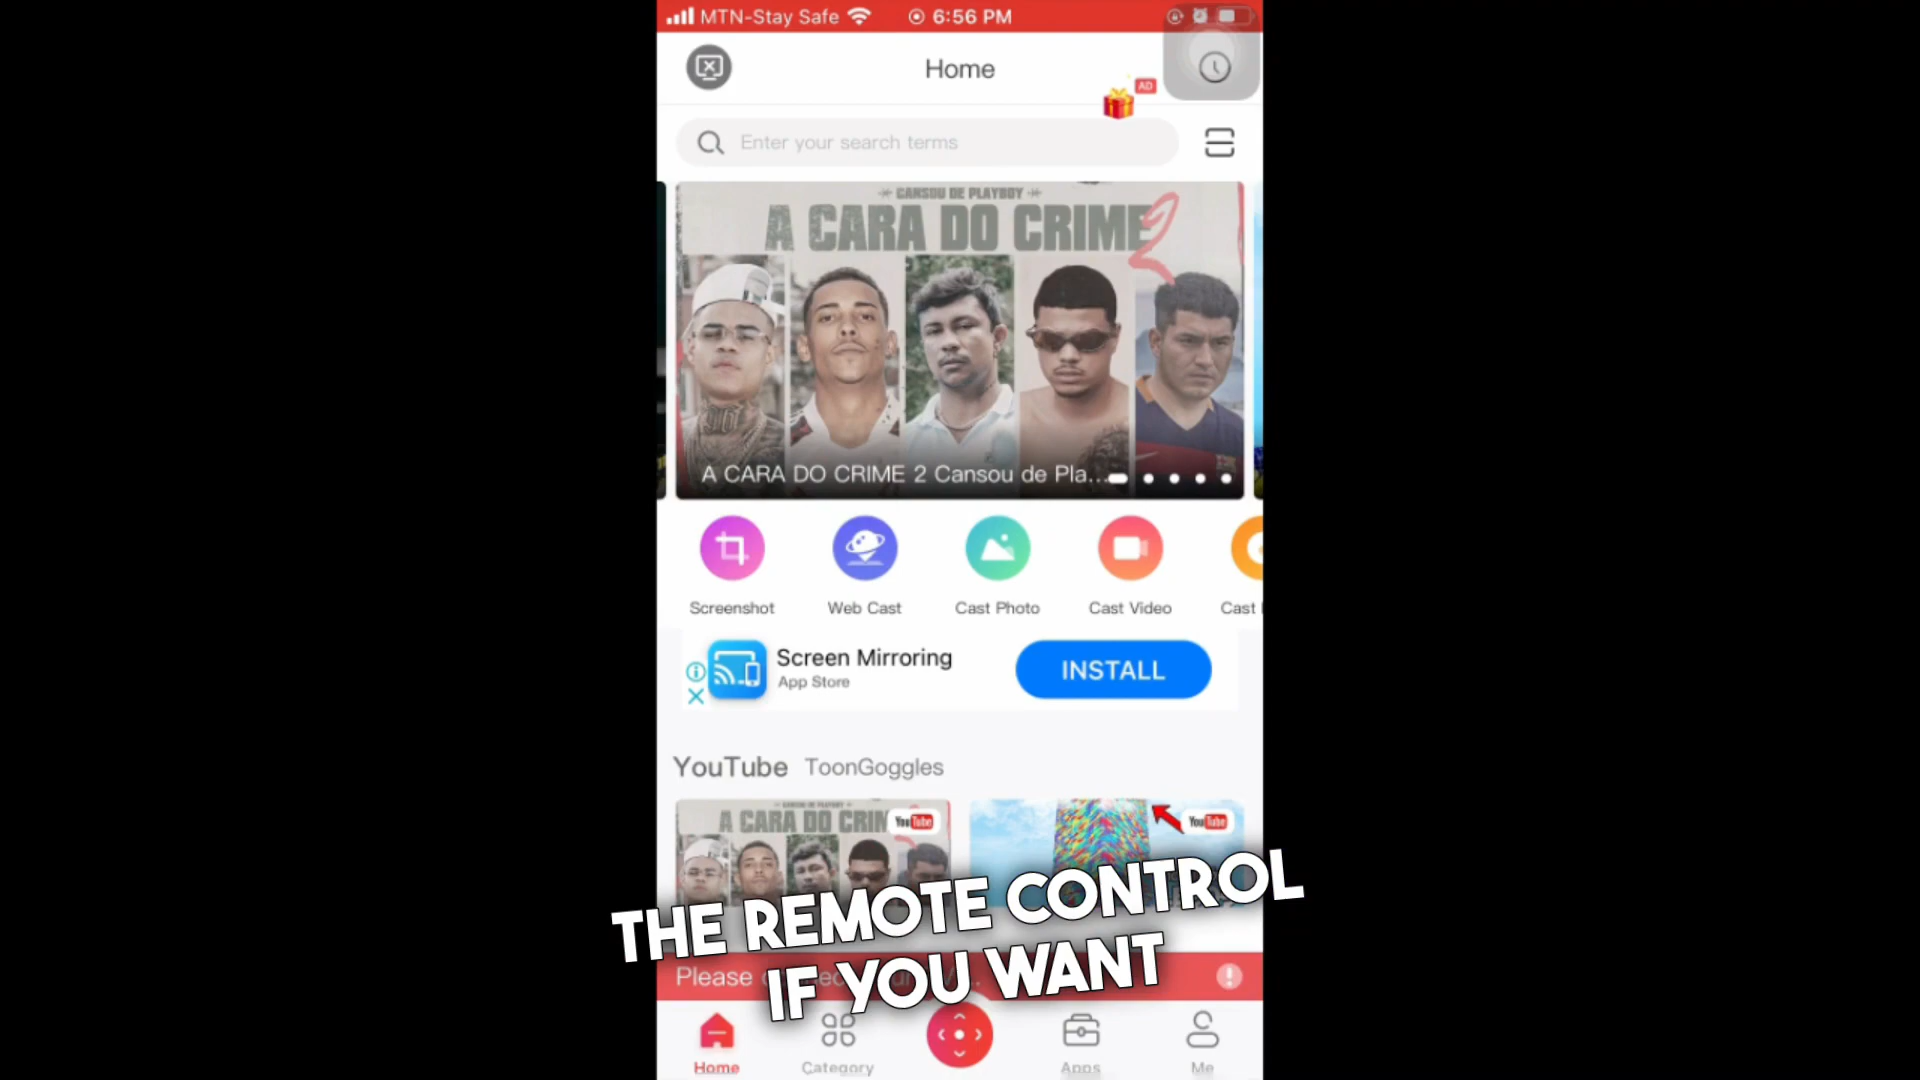 MTN-Stay Safe 6:56 PM
Home
AD
Enter your search terms
CANSOU DE PLAYBOY
A CARA DO CRIME 2
A CARA DO CRIME 2 Cansou de Pla...
Screenshot Web Cast Cast Photo Cast Video Cast
Screen Mirroring
App Store
INSTALL
YouTube ToonGoggles
A CARA DO CRIM
YouTube
YouTube
THE REMOTE CONTROL
IF YOU WANT
Please
Home Category Apps Me